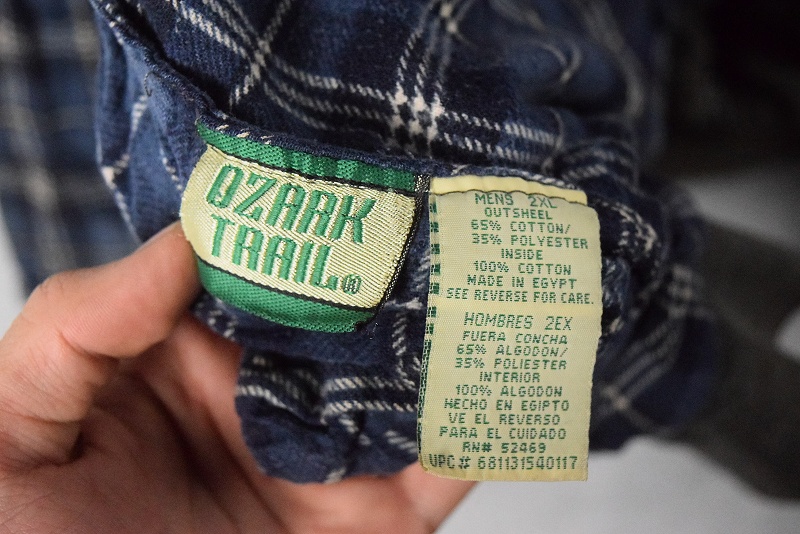 OZARK
TRAIL®
MENS 2XL
OUTSHEEL
65% COTTON/
35% POLYESTER
INSIDE
100% COTTON
MADE IN EGYPT
SEE REVERSE FOR CARE.
HOMBRES 2EX
FUERA CONCHA
65% ALGODON/
35% POLIESTER
INTERIOR
100% ALGODON
HECHO EN EGIPTO
VE EL REVERSO
PARA EL CUIDADO
RN# 52469
UPC# 681131540117